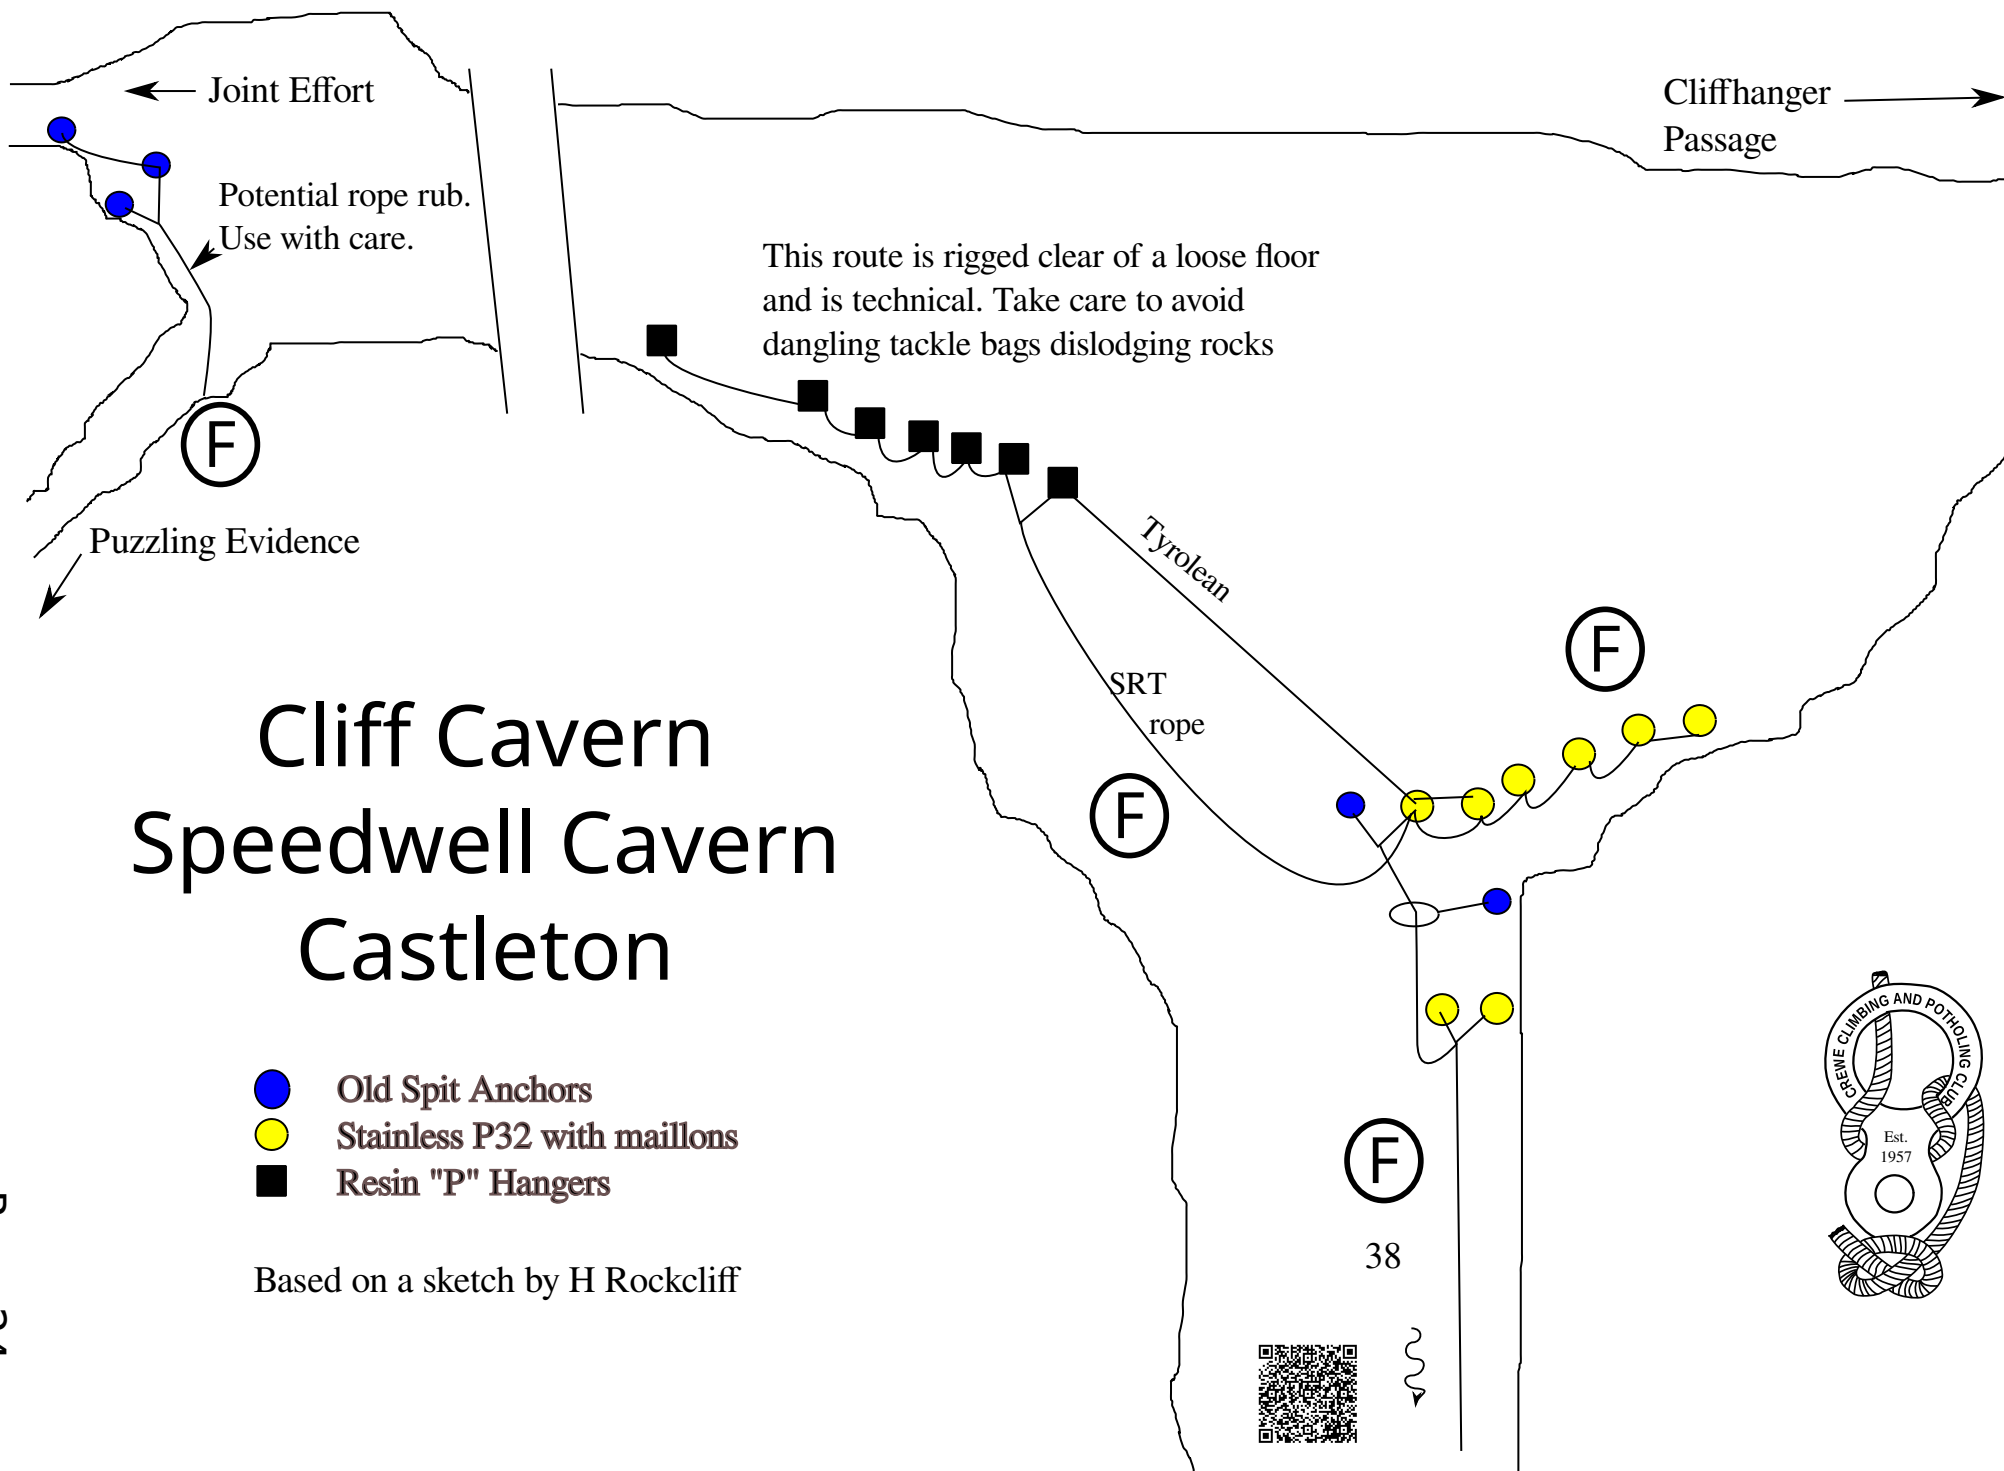 Joint Effort
Cliffhanger
Passage
Potential rope rub.
Use with care.
This route is rigged clear of a loose floor
and is technical. Take care to avoid
dangling tackle bags dislodging rocks
F
Puzzling Evidence
Tyrolean
F
SRT
rope
F
Cliff Cavern
Speedwell Cavern
Castleton
Old Spit Anchors
Stainless P32 with maillons
Resin "P" Hangers
Based on a sketch by H Rockcliff
F
38
CREWE CLIMBING AND POTHOLING CLUB
Est.
1957